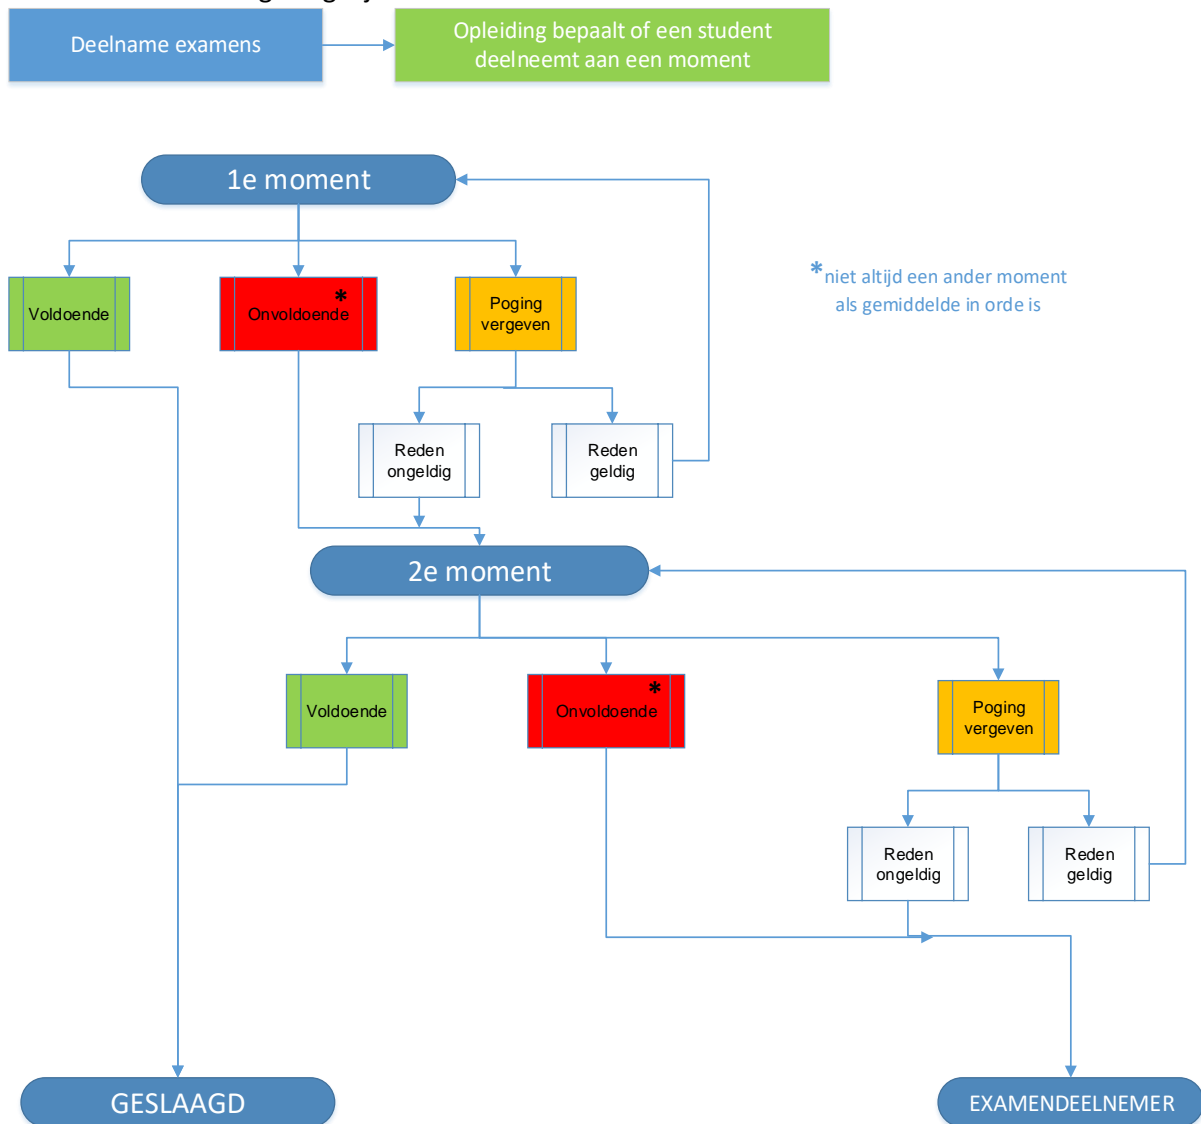 Deelname examens
Opleiding bepaalt of een student
deelneemt aan een moment
1e moment
*niet altijd een ander moment
als gemiddelde in orde is
Voldoende
*
Onvoldoende
Poging
vergeven
Reden
ongeldig
Reden
geldig
2e moment
Voldoende
*
Onvoldoende
Poging
vergeven
Reden
ongeldig
Reden
geldig
GESLAAGD
EXAMENDEELNEMER